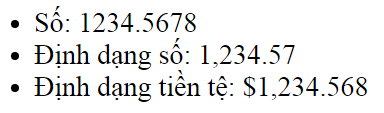 • Số: 1234.5678
• Định dạng số: 1,234.57
• Định dạng tiền tệ: $1,234.568